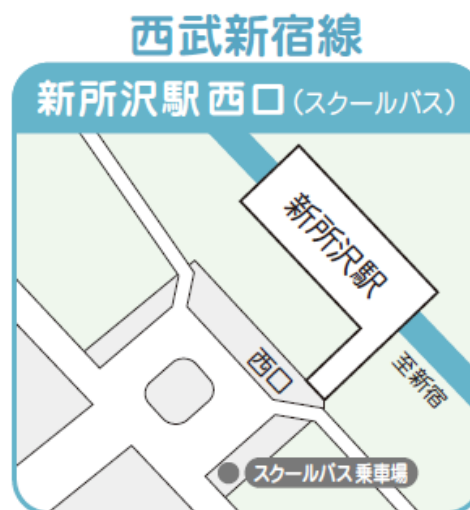 西武新宿線
新所沢駅 西口（スクールバス）
新所沢駅
西口
至新宿
スクールバス 乗車場